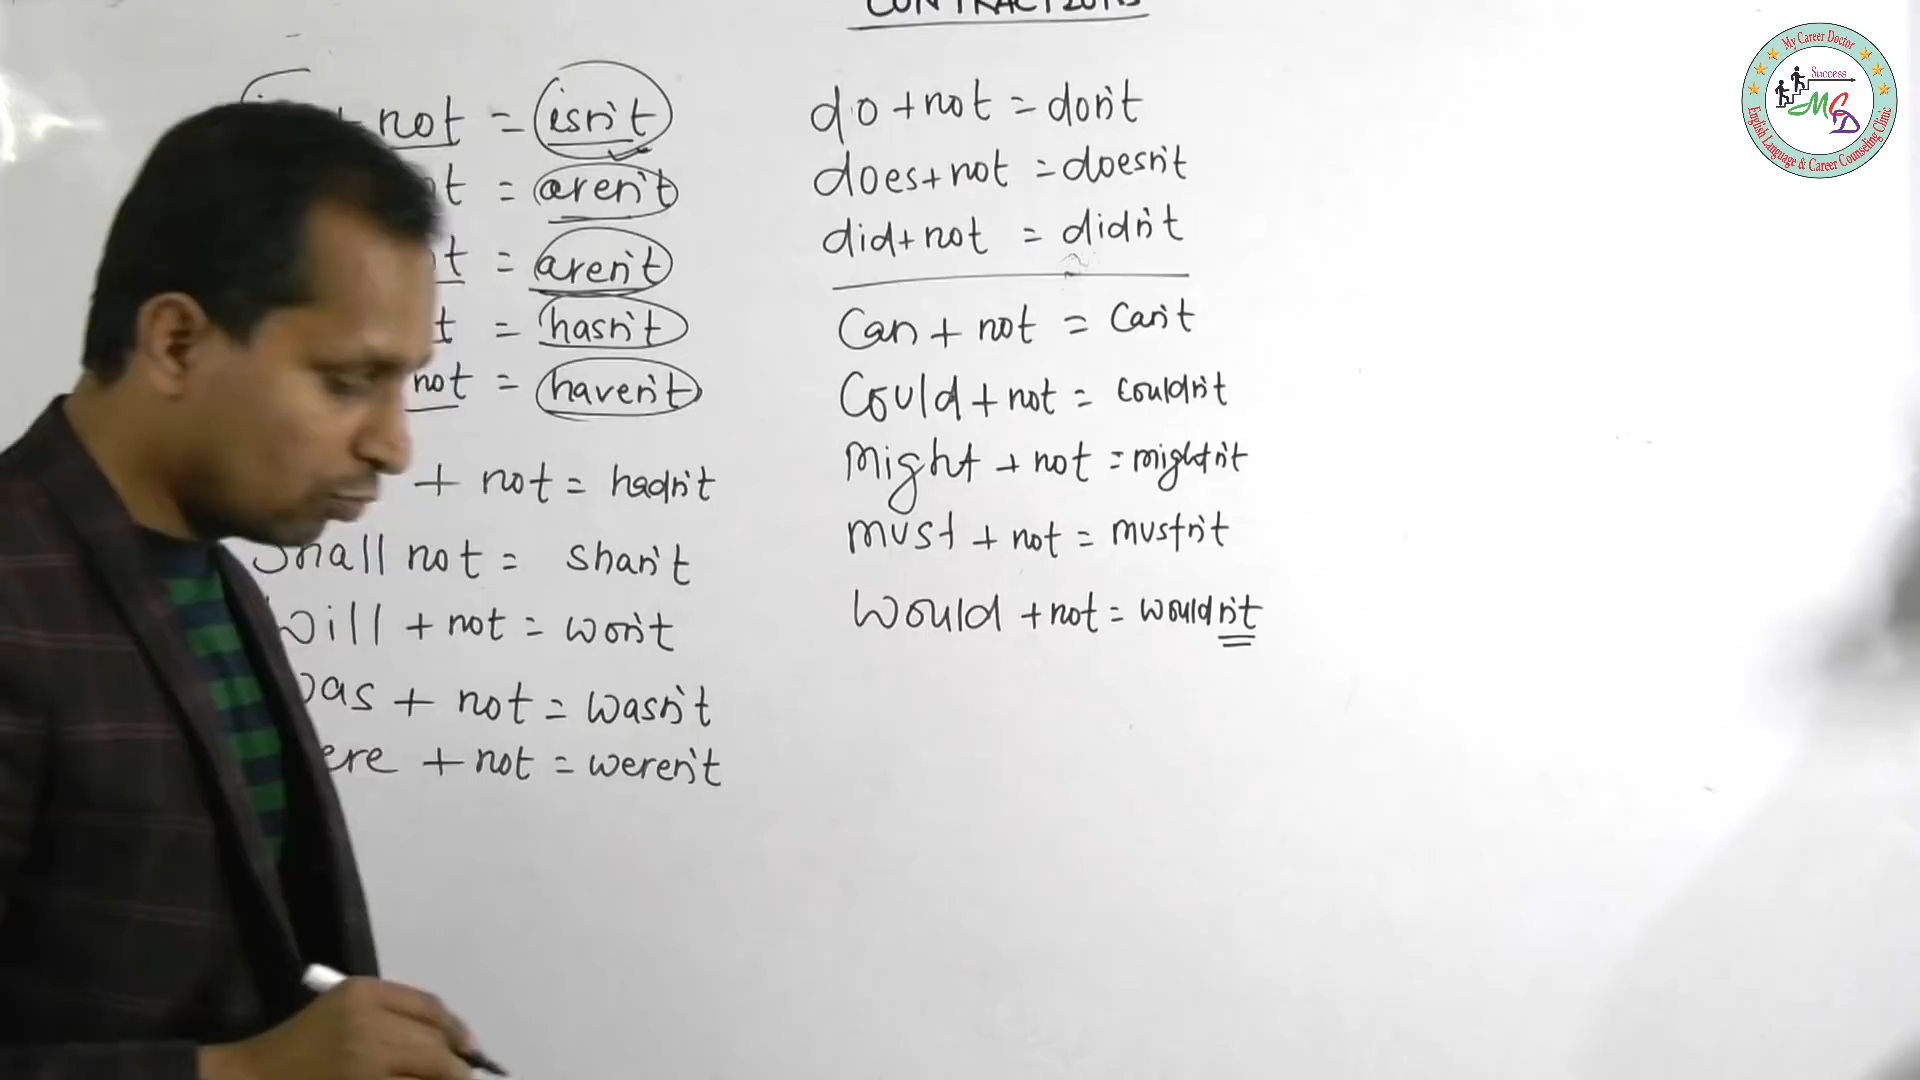 CONTRACTIONS
not = isn't
= aren't
= aren't
= hasn't
not = haven't
+ not = hadn't
Shall not = shan't
Will + not = won't
+ not = wasn't
+ not = weren't
do + not = don't
does + not = doesn't
did + not = didn't
Can + not = Can't
Could + not = couldn't
Might + not = mightn't
must + not = mustn't
Would + not = wouldn't
My Career Doctor
Success
MCD
English Language & Career Counseling Clinic